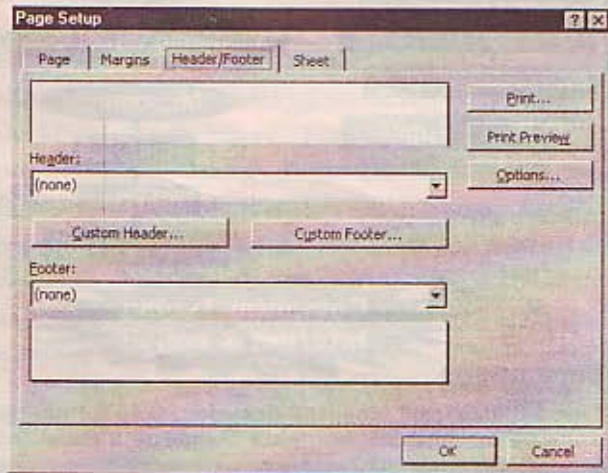 Page Setup
Page Margins Header/Footer Sheet
Print...
Print Preview
Header:
(none)
Options...
Custom Header... Custom Footer...
Footer:
(none)
OK Cancel